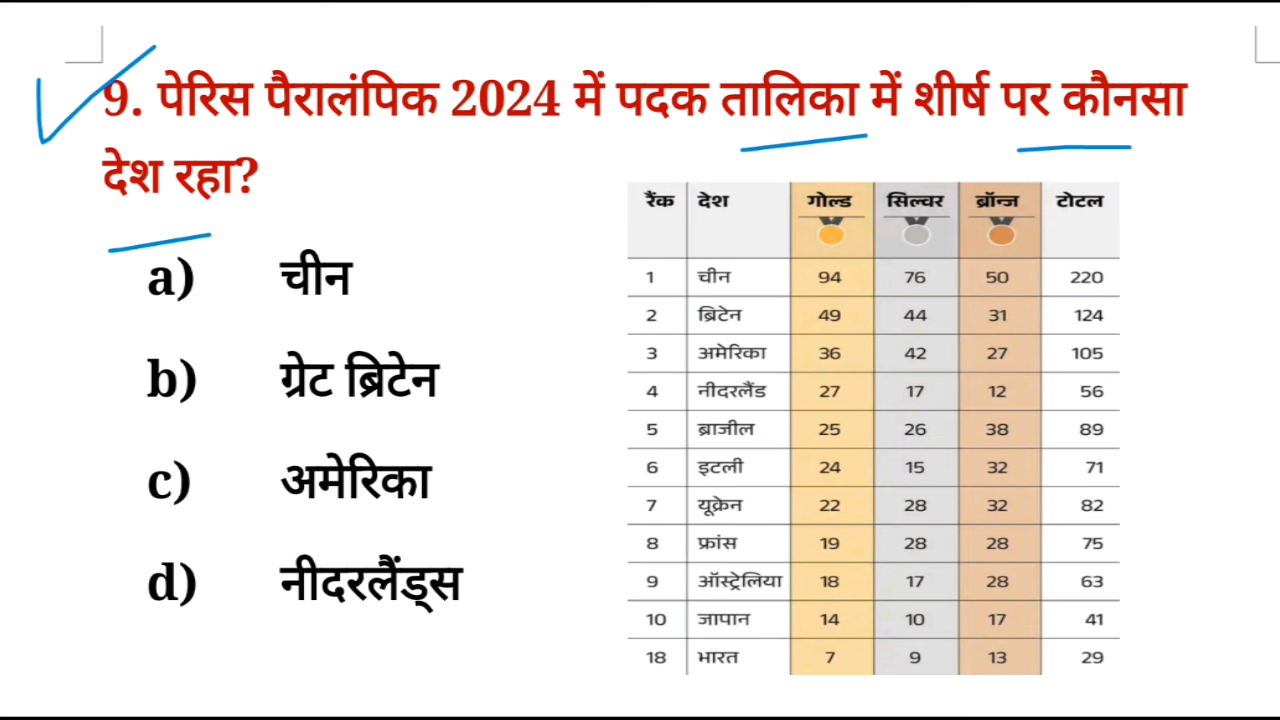 9. पेरिस पैरालंपिक 2024 में पदक तालिका में शीर्ष पर कौनसा
देश रहा?
a) चीन
b) ग्रेट ब्रिटेन
c) अमेरिका
d) नीदरलैंड्स
रैंक देश गोल्ड सिल्वर ब्रॉन्ज टोटल
1 चीन 94 76 50 220
2 ब्रिटेन 49 44 31 124
3 अमेरिका 36 42 27 105
4 नीदरलैंड 27 17 12 56
5 ब्राजील 25 26 38 89
6 इटली 24 15 32 71
7 यूक्रेन 22 28 32 82
8 फ्रांस 19 28 28 75
9 ऑस्ट्रेलिया 18 17 28 63
10 जापान 14 10 17 41
18 भारत 7 9 13 29